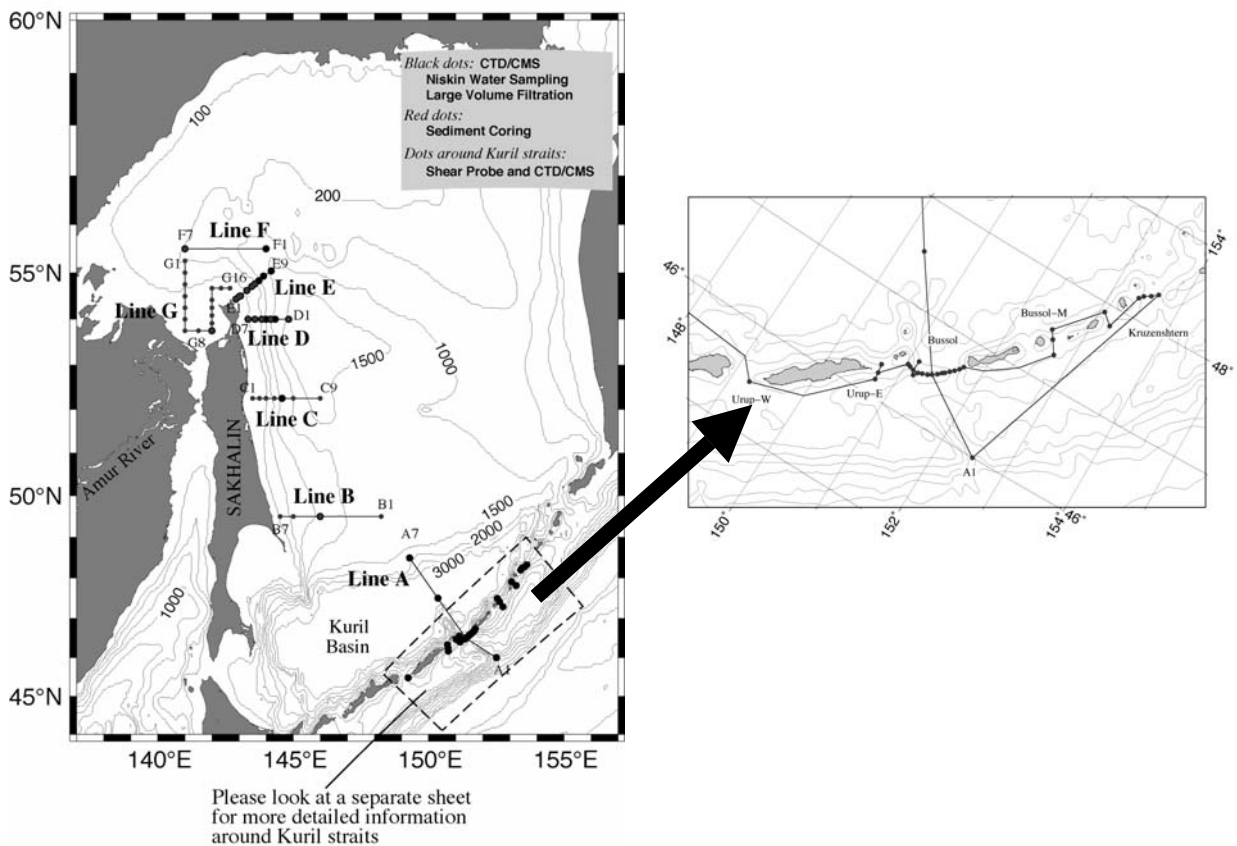 60°N
55°N
50°N
45°N
140°E
145°E
150°E
155°E
Black dots: CTD/CMS
Niskin Water Sampling
Large Volume Filtration
Red dots:
Sediment Coring
Dots around Kuril straits:
Shear Probe and CTD/CMS
100
200
F7
Line F
F1
G1
G16
E9
Line E
E1
Line G
G8
D7
D1
Line D
1500
1000
C1
C9
Line C
Amur River
SAKHALIN
Line B
B1
B7
1500
2000
3000
A7
Line A
1000
Kuril
Basin
A1
Please look at a separate sheet
for more detailed information
around Kuril straits
46°
148°
154°
48°
150°
152°
154°
46°
Bussol-M
Bussol
Kruzenshtern
Urup-W
Urup-E
A1